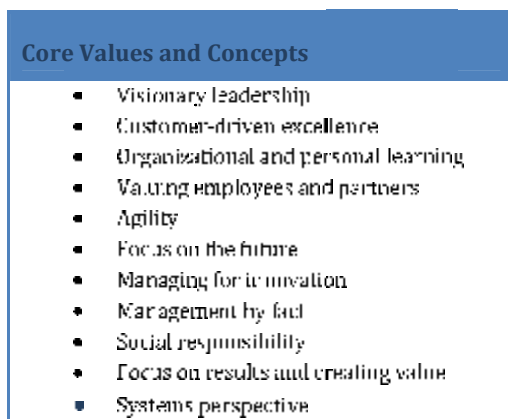 Core Values and Concepts
• Visionary leadership
• Customer-driven excellence
• Organizational and personal learning
• Valuing employees and partners
• Agility
• Focus on the future
• Managing for innovation
• Management by fact
• Social responsibility
• Focus on results and creating value
• Systems perspective